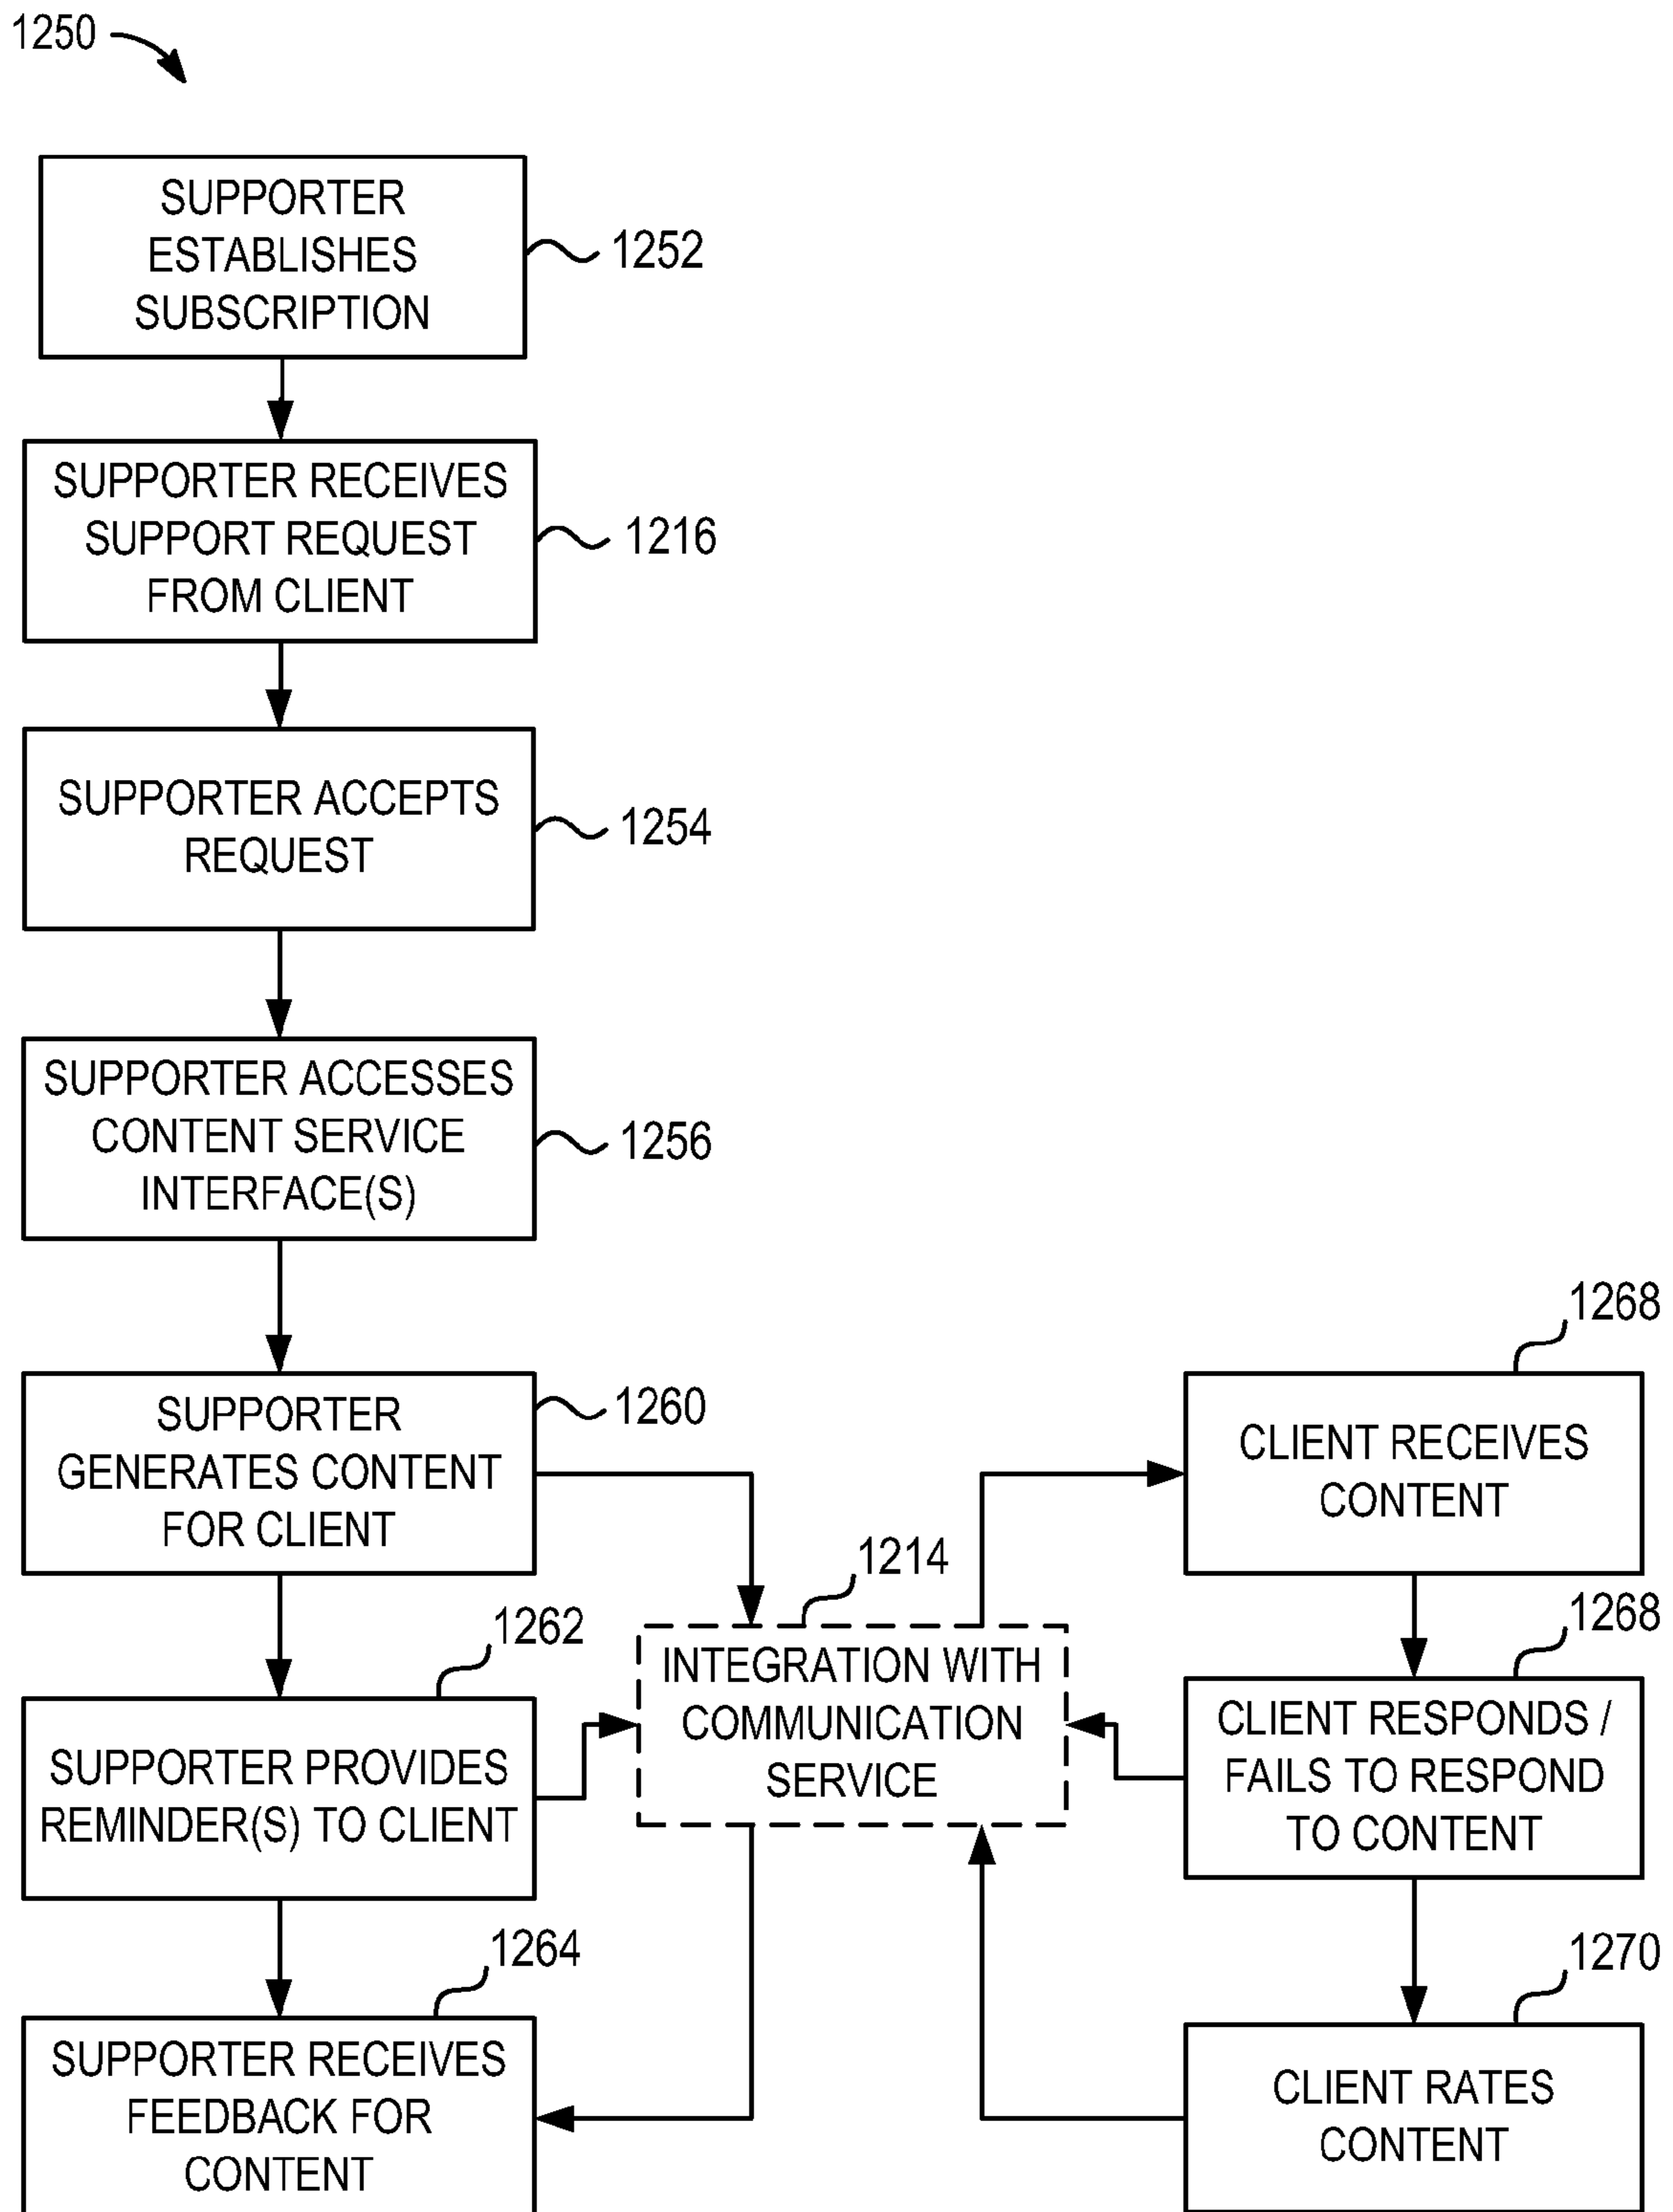 1250
SUPPORTER
ESTABLISHES
SUBSCRIPTION
1252
SUPPORTER RECEIVES
SUPPORT REQUEST
FROM CLIENT
1216
SUPPORTER ACCEPTS
REQUEST
1254
SUPPORTER ACCESSES
CONTENT SERVICE
INTERFACE(S)
1256
SUPPORTER
GENERATES CONTENT
FOR CLIENT
1260
1262
SUPPORTER PROVIDES
REMINDER(S) TO CLIENT
1264
SUPPORTER RECEIVES
FEEDBACK FOR
CONTENT
1214
INTEGRATION WITH
COMMUNICATION
SERVICE
1268
CLIENT RECEIVES
CONTENT
1268
CLIENT RESPONDS /
FAILS TO RESPOND
TO CONTENT
1270
CLIENT RATES
CONTENT